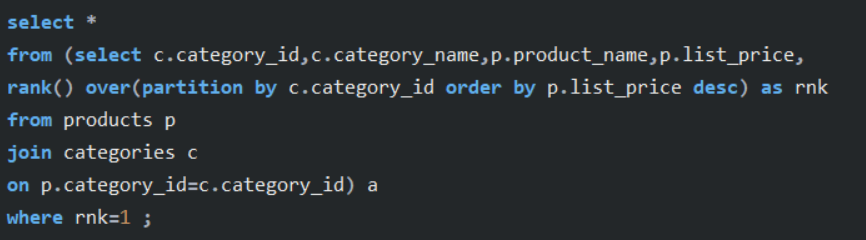 select *
from (select c.category_id,c.category_name,p.product_name,p.list_price,
rank() over(partition by c.category_id order by p.list_price desc) as rnk
from products p
join categories c
on p.category_id=c.category_id) a
where rnk=1 ;